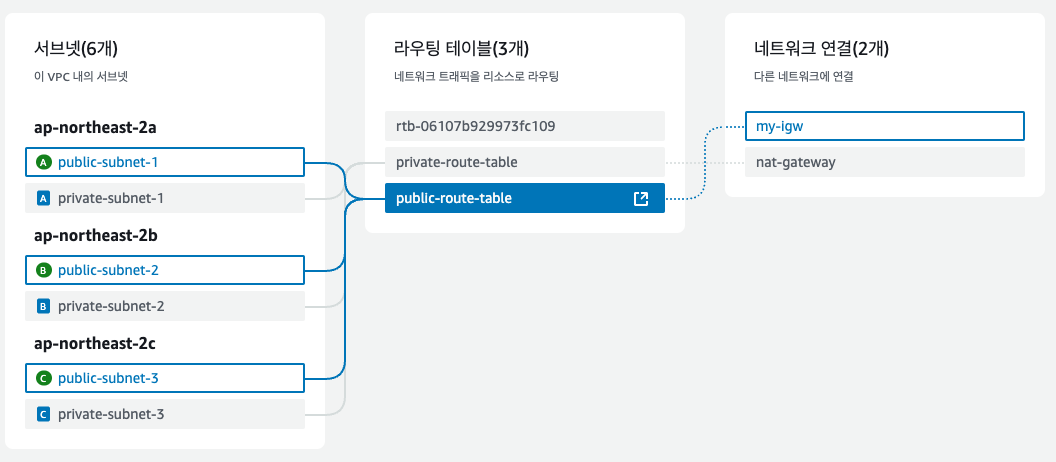 서브넷(6개)
이 VPC 내의 서브넷
ap-northeast-2a
A public-subnet-1
A private-subnet-1
ap-northeast-2b
B public-subnet-2
B private-subnet-2
ap-northeast-2c
C public-subnet-3
C private-subnet-3
라우팅 테이블(3개)
네트워크 트래픽을 리소스로 라우팅
rtb-06107b929973fc109
private-route-table
public-route-table
네트워크 연결(2개)
다른 네트워크에 연결
my-igw
nat-gateway